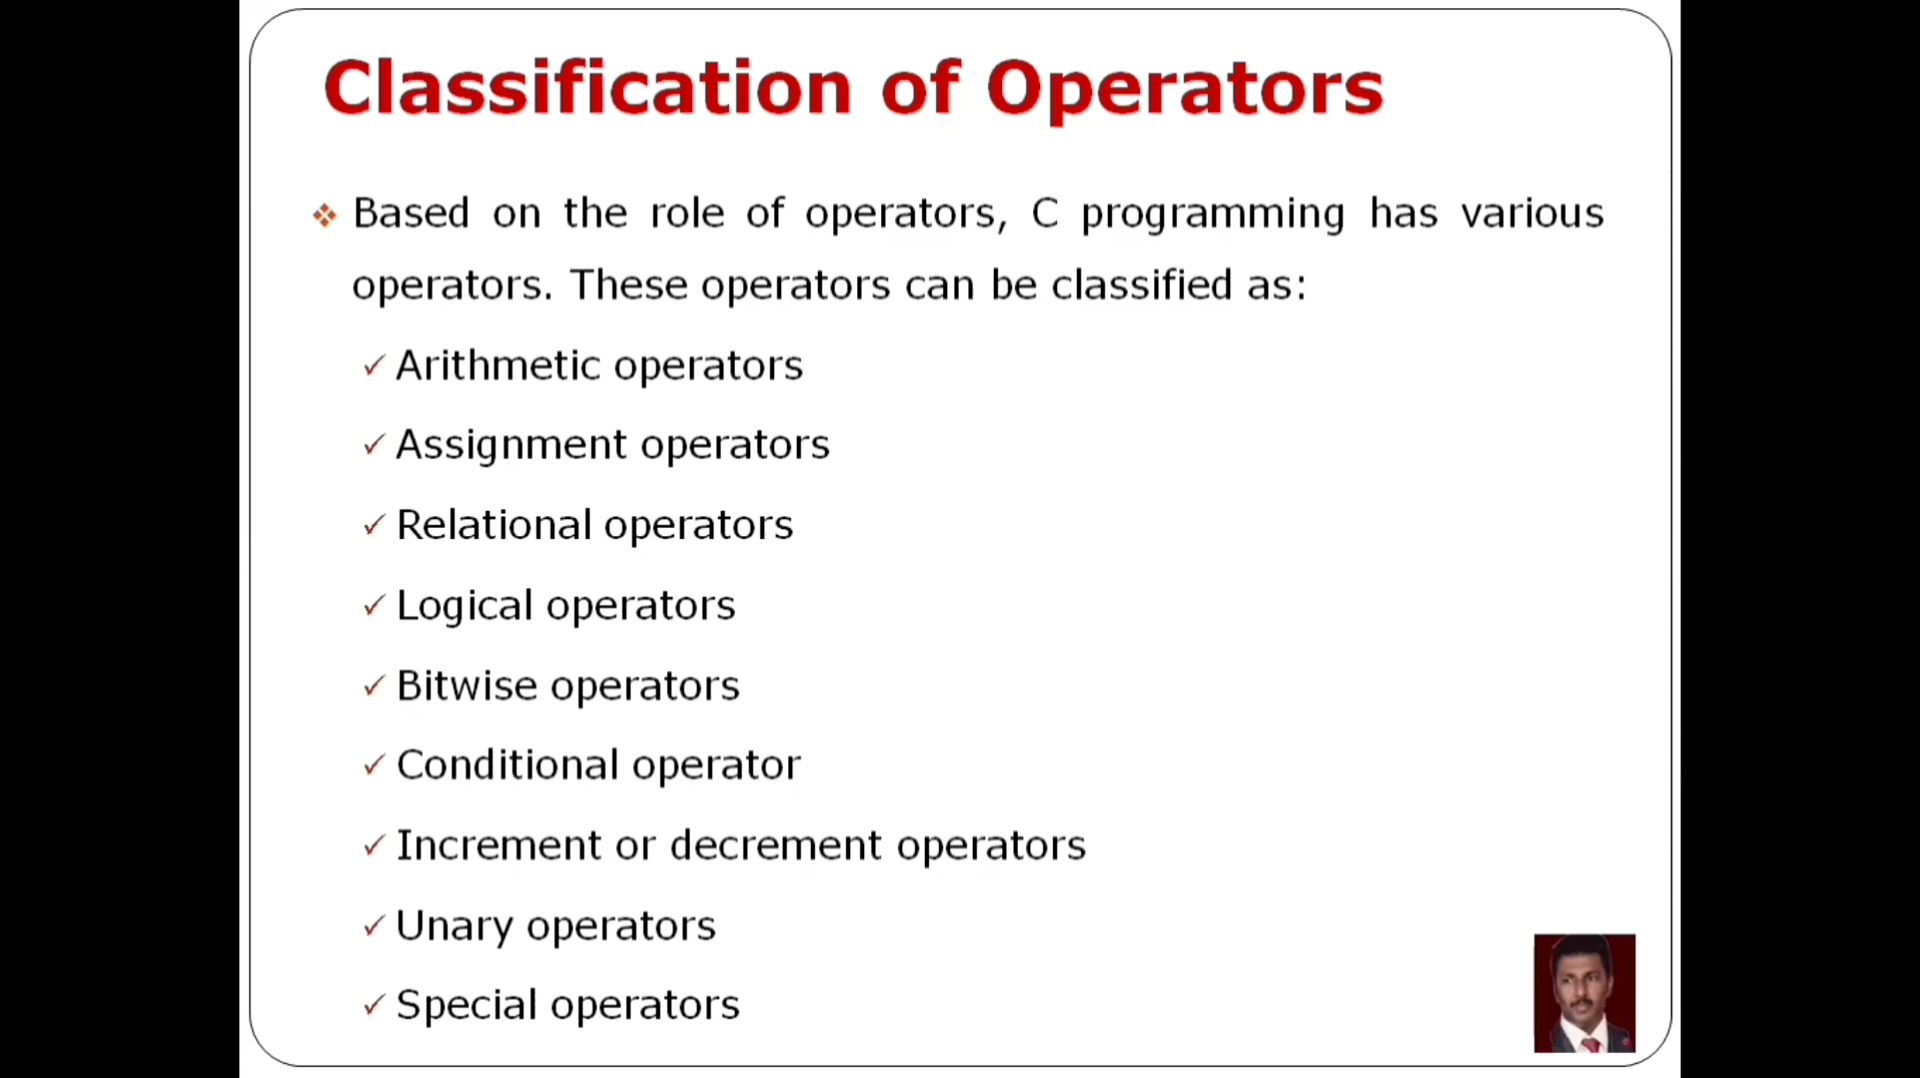 Classification of Operators
Based on the role of operators, C programming has various
operators. These operators can be classified as:
Arithmetic operators
Assignment operators
Relational operators
Logical operators
Bitwise operators
Conditional operator
Increment or decrement operators
Unary operators
Special operators